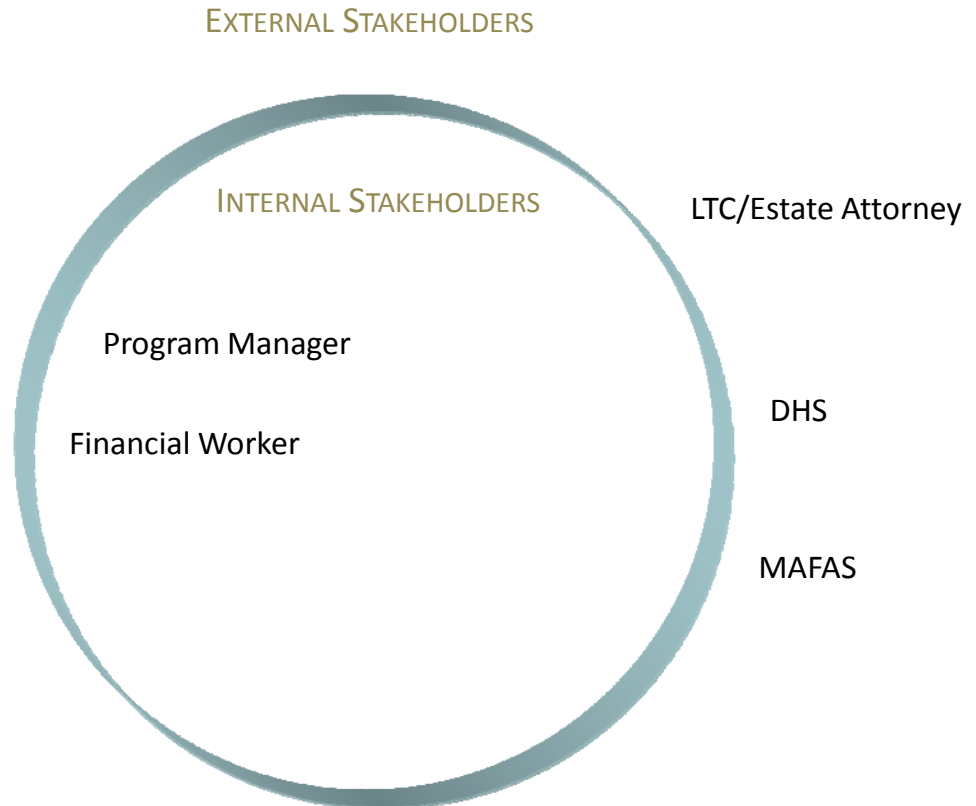 EXTERNAL STAKEHOLDERS
INTERNAL STAKEHOLDERS
LTC/Estate Attorney
Program Manager
DHS
Financial Worker
MAFAS